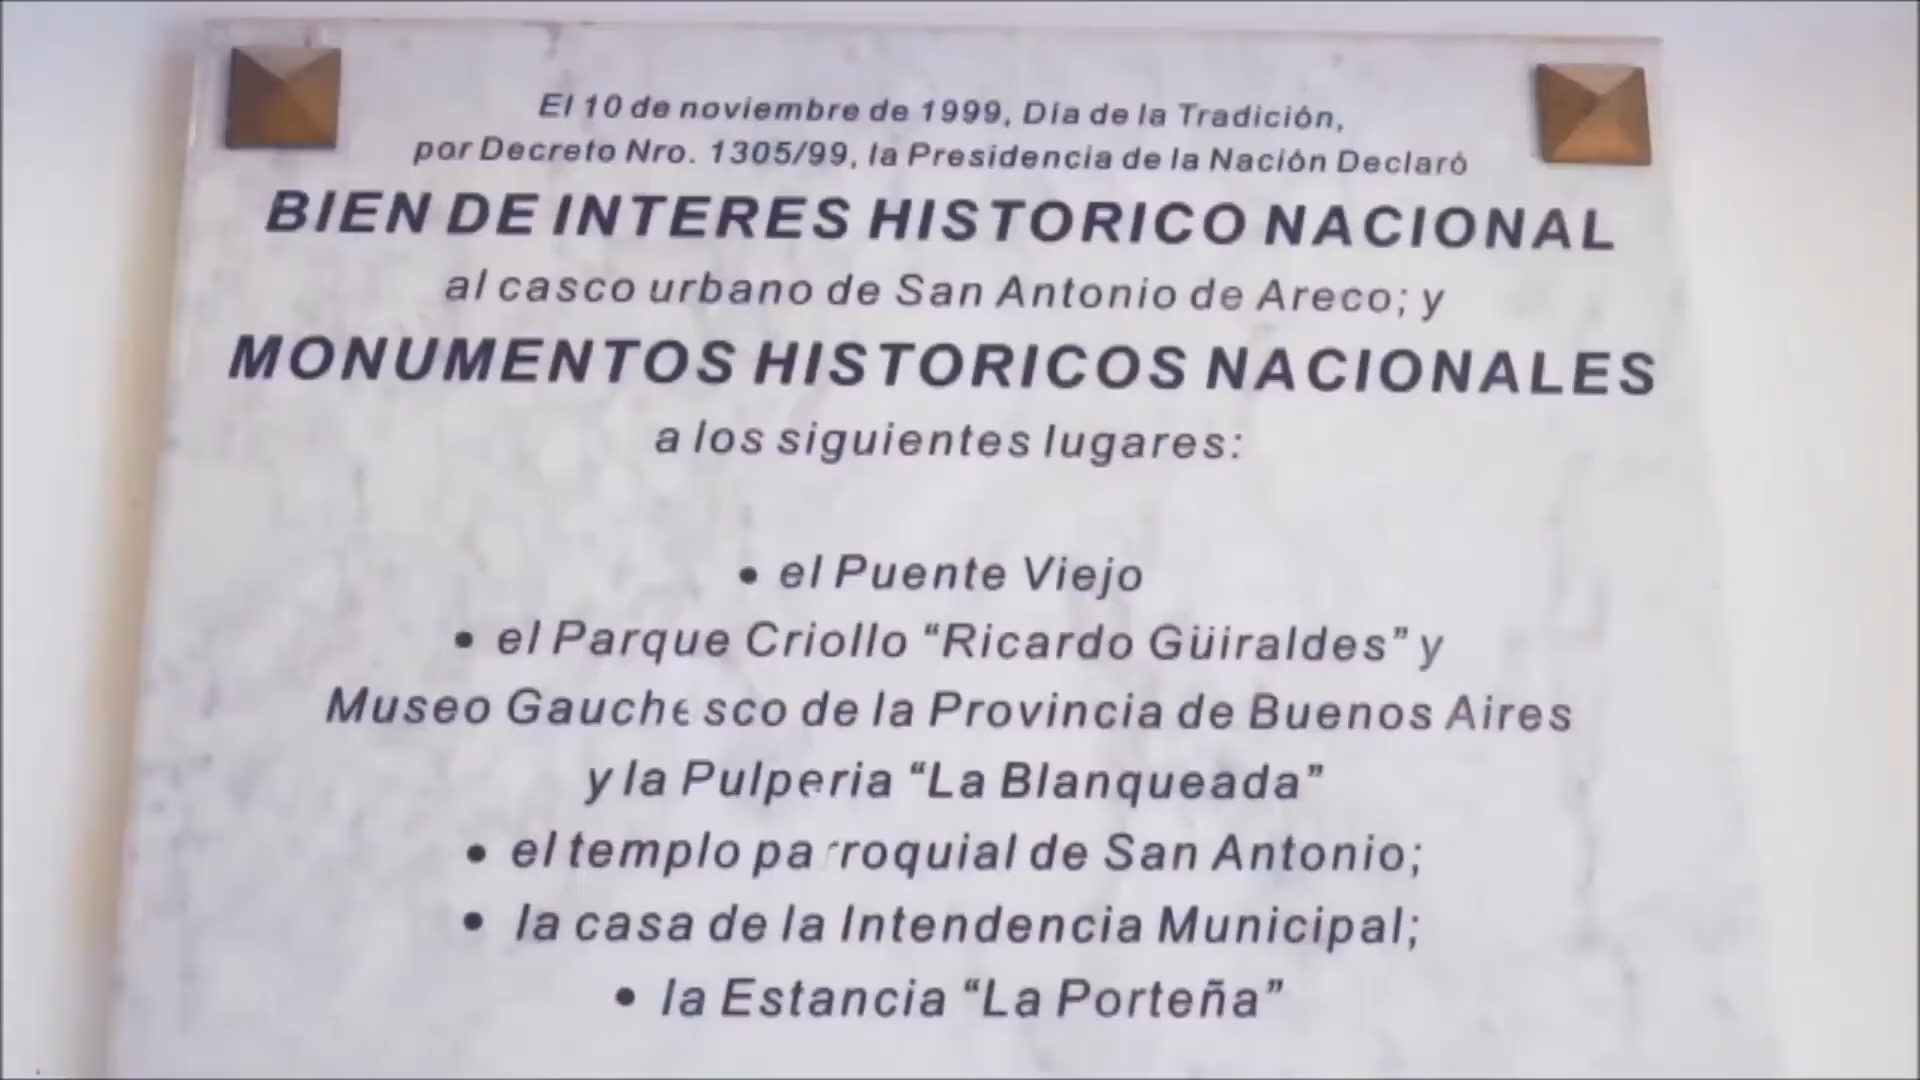 El 10 de noviembre de 1999, Día de la Tradición,
por Decreto Nro. 1305/99, la Presidencia de la Nación Declaró
BIEN DE INTERES HISTORICO NACIONAL
al casco urbano de San Antonio de Areco; y
MONUMENTOS HISTORICOS NACIONALES
a los siguientes lugares:
• el Puente Viejo
• el Parque Criollo “Ricardo Güiraldes” y
Museo Gauchesco de la Provincia de Buenos Aires
y la Pulperia “La Blanqueada”
• el templo parroquial de San Antonio;
• la casa de la Intendencia Municipal;
• la Estancia “La Porteña”